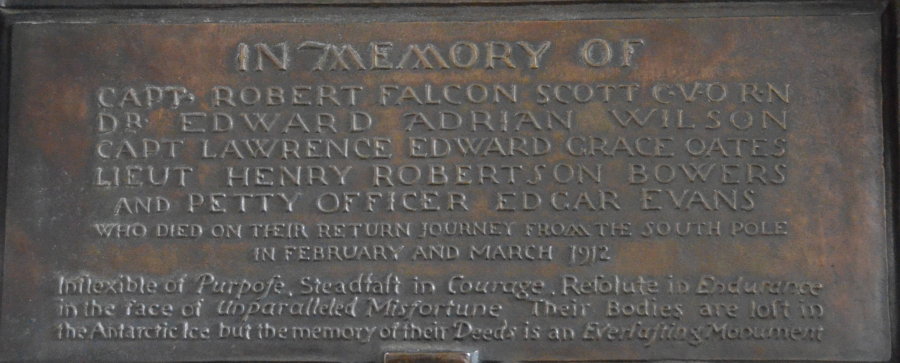 IN MEMORY OF
CAPT. ROBERT FALCON SCOTT C·V·O R·N
DR. EDWARD ADRIAN WILSON
CAPT LAWRENCE EDWARD GRACE OATES
LIEUT HENRY ROBERTSON BOWERS
AND PETTY OFFICER EDGAR EVANS
WHO DIED ON THEIR RETURN JOURNEY FROM THE SOUTH POLE
IN FEBRUARY AND MARCH 1912
Inflexible of Purpoſe, Steadfaſt in Courage, Reſolute in Endurance
in the face of Unparalleled Misfortune Their Bodies are loſt in
the Antarctic Ice but the memory of their Deeds is an Everlaſting Monument